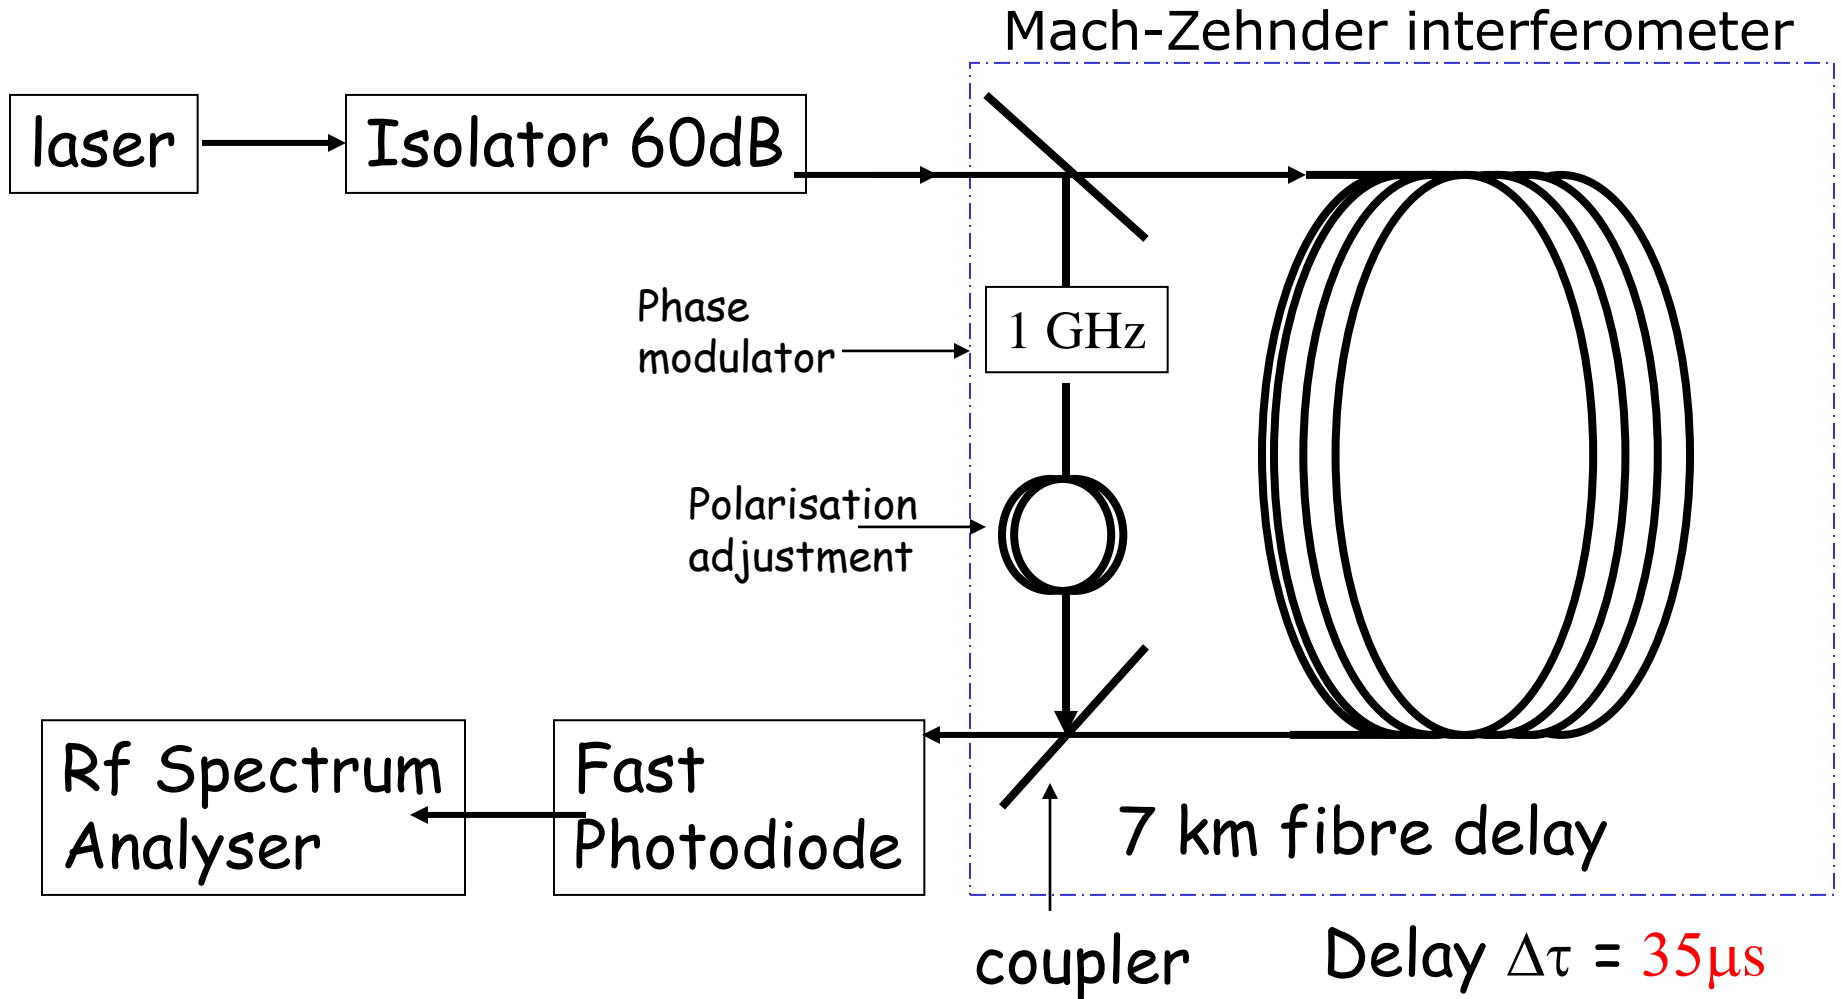 Mach-Zehnder interferometer
laser
Isolator 60dB
Phase
modulator
1 GHz
Polarisation
adjustment
Rf Spectrum
Analyser
Fast
Photodiode
7 km fibre delay
coupler
Delay Δτ = 35μs